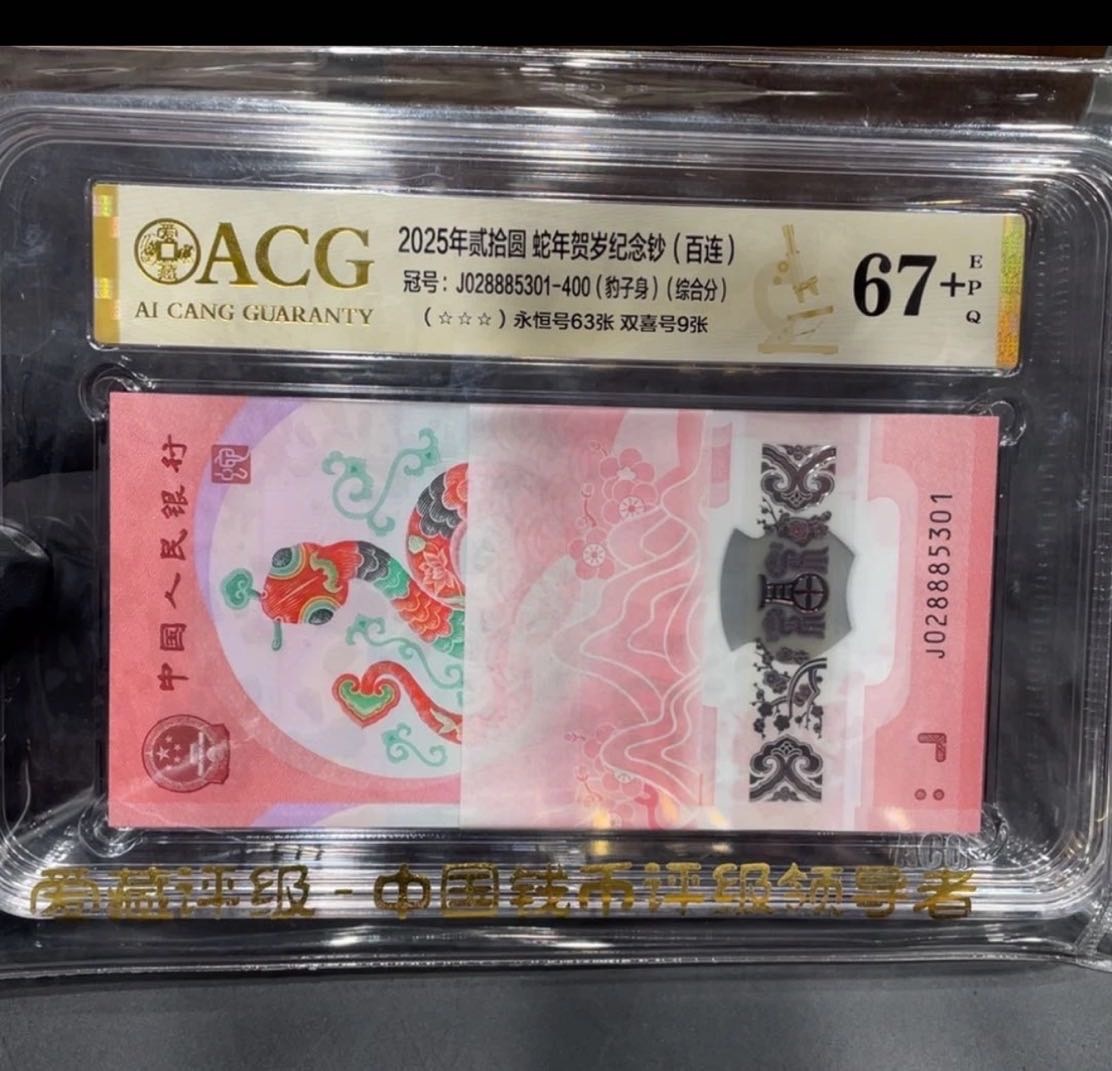 ACG
AI CANG GUARANTY
2025年贰拾圆 蛇年贺岁纪念钞(百连)
冠号: J028885301-400(豹子身)(综合分)
(☆☆☆)永恒号63张 双喜号9张
67+
EPQ
中国人民银行
J028885301
ACG
爱藏评级-中国钱币评级领导者